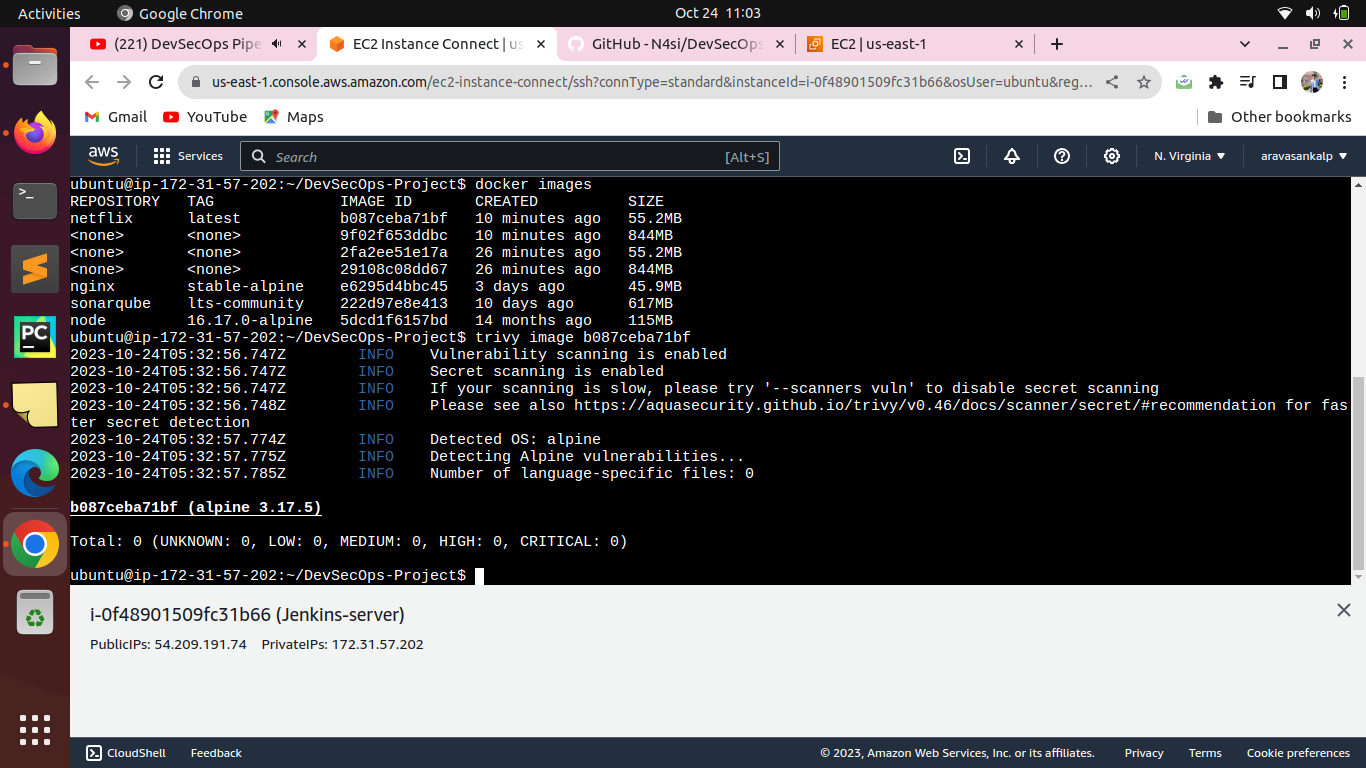 Activities
Google Chrome
Oct 24 11:03
(221) DevSecOps Pipe
EC2 Instance Connect | us
GitHub - N4si/DevSecOps
EC2 | us-east-1
us-east-1.console.aws.amazon.com/ec2-instance-connect/ssh?connType=standard&instanceId=i-0f48901509fc31b66&osUser=ubuntu&reg...
Gmail
YouTube
Maps
Other bookmarks
aws
Services
Search
[Alt+S]
N. Virginia
aravasankalp
ubuntu@ip-172-31-57-202:~/DevSecOps-Project$ docker images
REPOSITORY   TAG              IMAGE ID       CREATED          SIZE
netflix      latest           b087ceba71bf   10 minutes ago   55.2MB
<none>       <none>           9f02f653ddbc   10 minutes ago   844MB
<none>       <none>           2fa2ee51e17a   26 minutes ago   55.2MB
<none>       <none>           29108c08dd67   26 minutes ago   844MB
nginx        stable-alpine    e6295d4bbc45   3 days ago       45.9MB
sonarqube    lts-community    222d97e8e413   10 days ago      617MB
node         16.17.0-alpine   5dcd1f6157bd   14 months ago    115MB
ubuntu@ip-172-31-57-202:~/DevSecOps-Project$ trivy image b087ceba71bf
2023-10-24T05:32:56.747Z        INFO    Vulnerability scanning is enabled
2023-10-24T05:32:56.747Z        INFO    Secret scanning is enabled
2023-10-24T05:32:56.747Z        INFO    If your scanning is slow, please try '--scanners vuln' to disable secret scanning
2023-10-24T05:32:56.748Z        INFO    Please see also https://aquasecurity.github.io/trivy/v0.46/docs/scanner/secret/#recommendation for fas
ter secret detection
2023-10-24T05:32:57.774Z        INFO    Detected OS: alpine
2023-10-24T05:32:57.775Z        INFO    Detecting Alpine vulnerabilities...
2023-10-24T05:32:57.785Z        INFO    Number of language-specific files: 0
b087ceba71bf (alpine 3.17.5)
Total: 0 (UNKNOWN: 0, LOW: 0, MEDIUM: 0, HIGH: 0, CRITICAL: 0)
ubuntu@ip-172-31-57-202:~/DevSecOps-Project$
i-0f48901509fc31b66 (Jenkins-server)
PublicIPs: 54.209.191.74 PrivateIPs: 172.31.57.202
PC
CloudShell
Feedback
© 2023, Amazon Web Services, Inc. or its affiliates.
Privacy
Terms
Cookie preferences